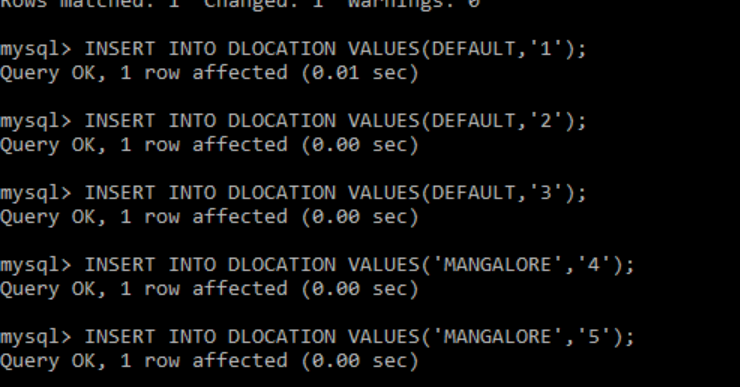 Rows matched: 1  Changed: 1  Warnings: 0
mysql> INSERT INTO DLOCATION VALUES(DEFAULT,'1');
Query OK, 1 row affected (0.01 sec)
mysql> INSERT INTO DLOCATION VALUES(DEFAULT,'2');
Query OK, 1 row affected (0.00 sec)
mysql> INSERT INTO DLOCATION VALUES(DEFAULT,'3');
Query OK, 1 row affected (0.00 sec)
mysql> INSERT INTO DLOCATION VALUES('MANGALORE','4');
Query OK, 1 row affected (0.00 sec)
mysql> INSERT INTO DLOCATION VALUES('MANGALORE','5');
Query OK, 1 row affected (0.00 sec)